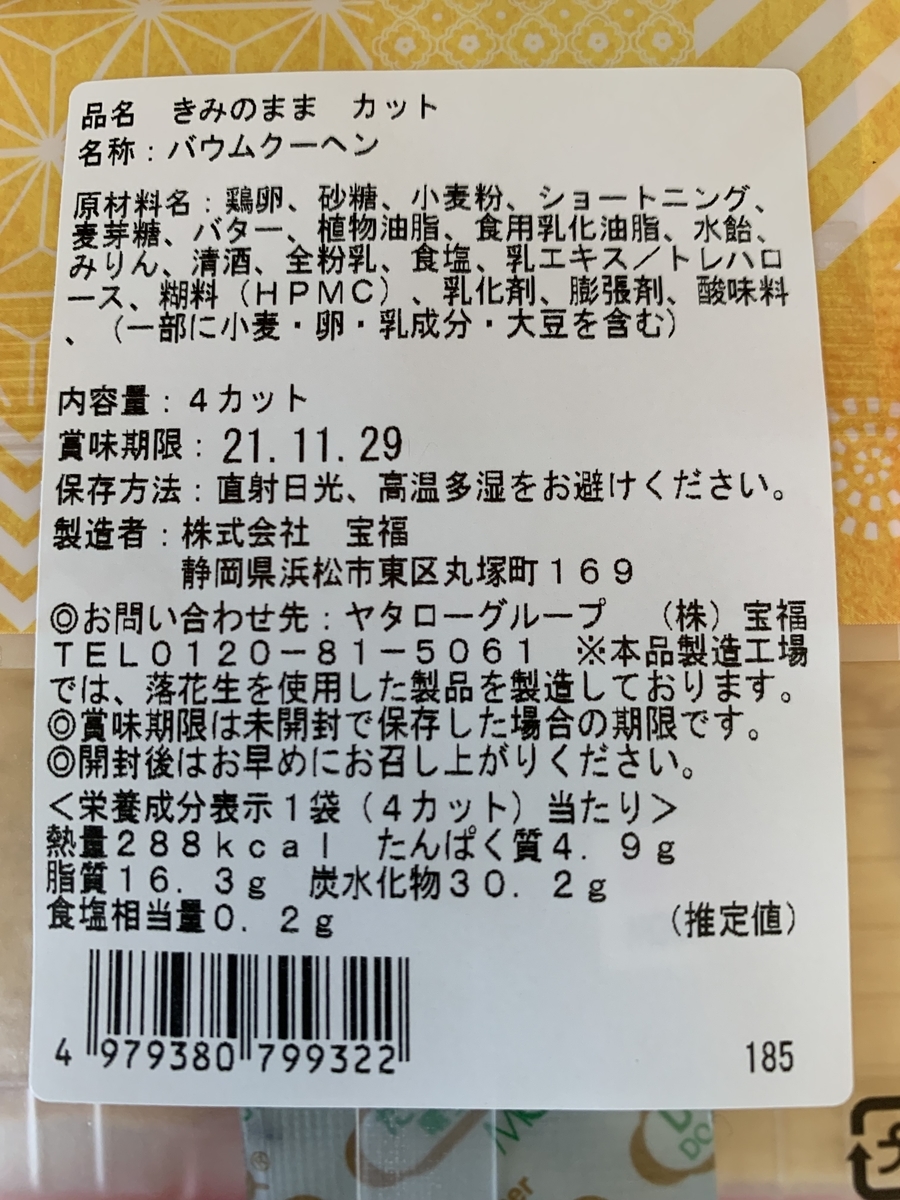 品名　きみのまま　カット
名称：バウムクーヘン
原材料名：鶏卵、砂糖、小麦粉、ショートニング、
麦芽糖、バター、植物油脂、食用乳化油脂、水飴、
みりん、清酒、全粉乳、食塩、乳エキス／トレハロ
ース、糊料（ＨＰＭＣ）、乳化剤、膨張剤、酸味料
、（一部に小麦・卵・乳成分・大豆を含む）
内容量：４カット
賞味期限：21.11.29
保存方法：直射日光、高温多湿をお避けください。
製造者：株式会社　宝福
静岡県浜松市東区丸塚町１６９
◎お問い合わせ先：ヤタローグループ　（株）宝福
ＴＥＬ０１２０－８１－５０６１　※本品製造工場
では、落花生を使用した製品を製造しております。
◎賞味期限は未開封で保存した場合の期限です。
◎開封後はお早めにお召し上がりください。
＜栄養成分表示１袋（４カット）当たり＞
熱量２８８ｋｃａｌ　たんぱく質４．９ｇ
脂質１６．３ｇ　炭水化物３０．２ｇ
食塩相当量０．２ｇ　（推定値）
4 979380 799322
185